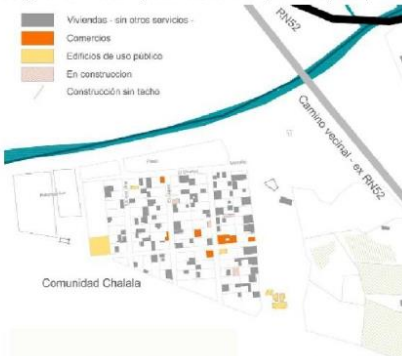 Viviendas - sin otros servicios -
Comercios
Edificios de uso público
En construccion
Construcción sin techo
RN52
Camino vecinal - ex RN52
Comunidad Chalala